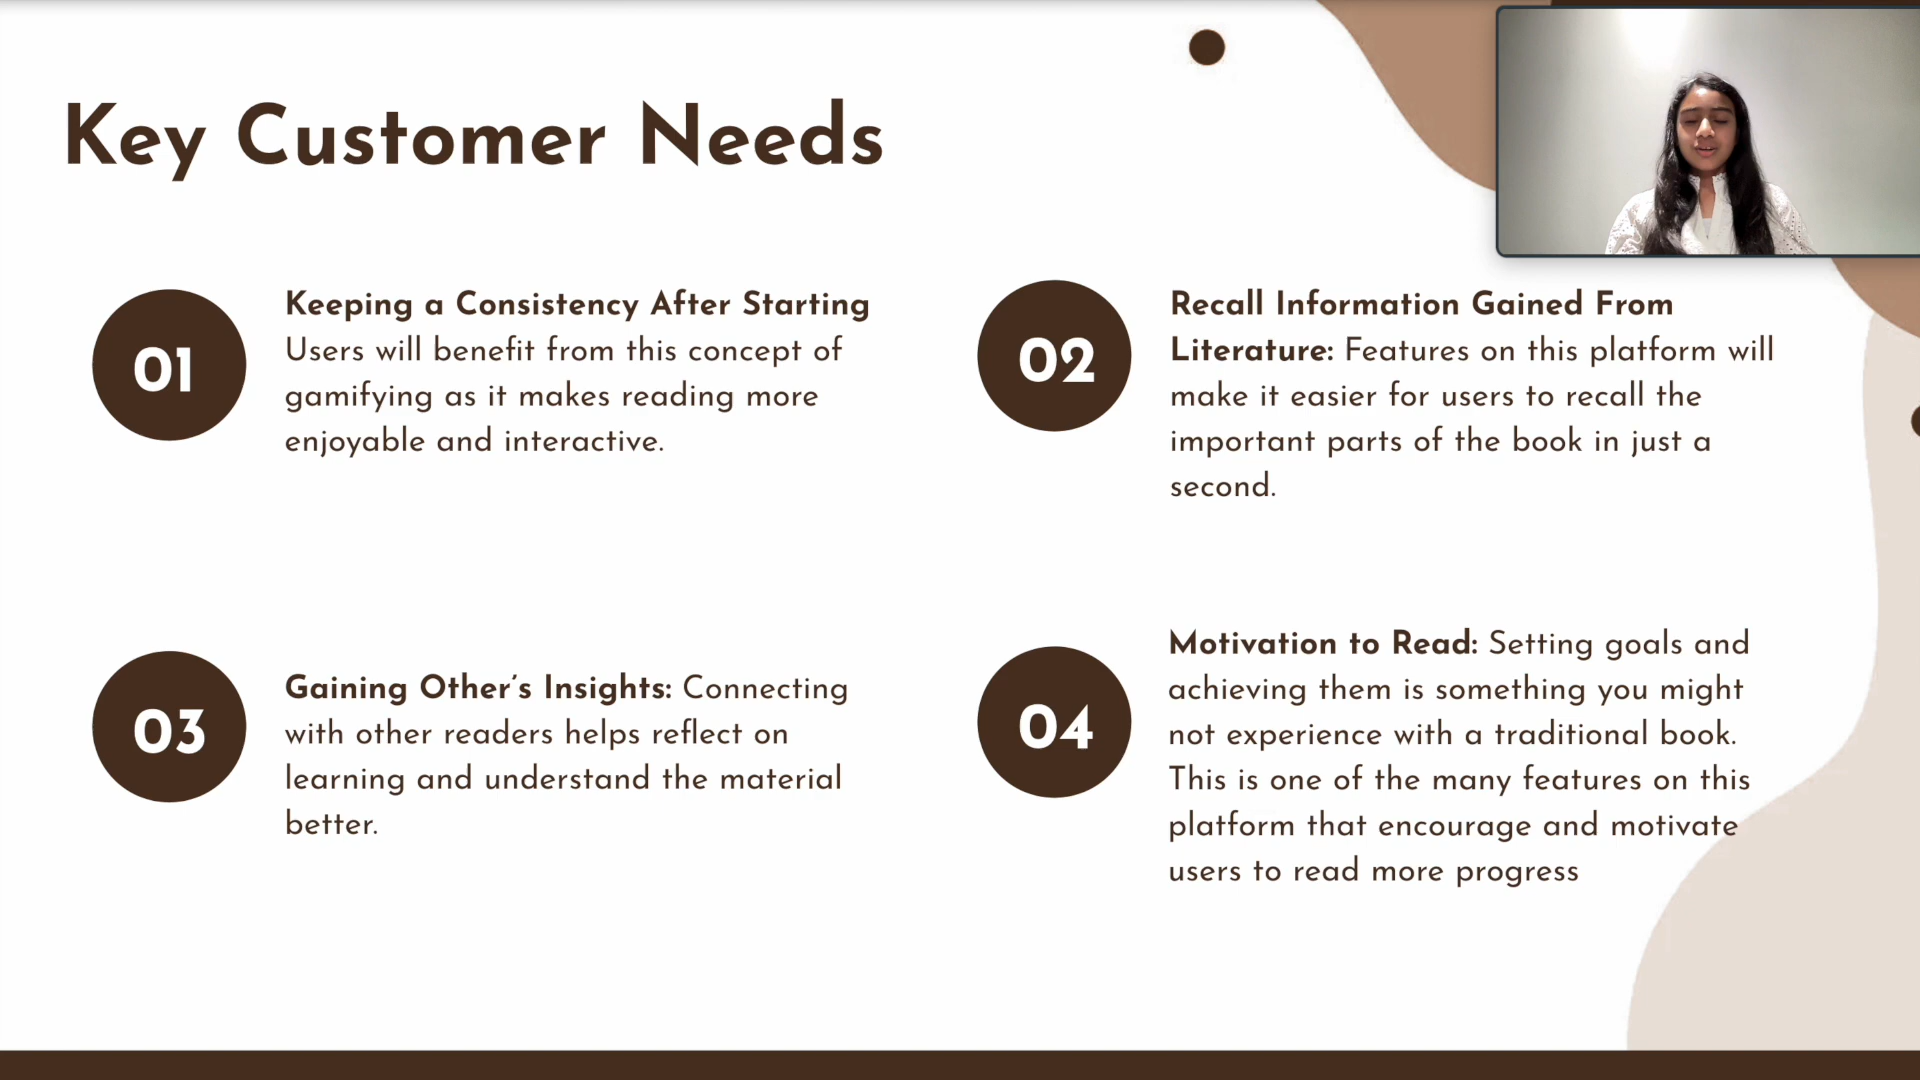 Key Customer Needs
01
Keeping a Consistency After Starting
Users will benefit from this concept of
gamifying as it makes reading more
enjoyable and interactive.
02
Recall Information Gained From
Literature: Features on this platform will
make it easier for users to recall the
important parts of the book in just a
second.
03
Gaining Other's Insights: Connecting
with other readers helps reflect on
learning and understand the material
better.
04
Motivation to Read: Setting goals and
achieving them is something you might
not experience with a traditional book.
This is one of the many features on this
platform that encourage and motivate
users to read more progress